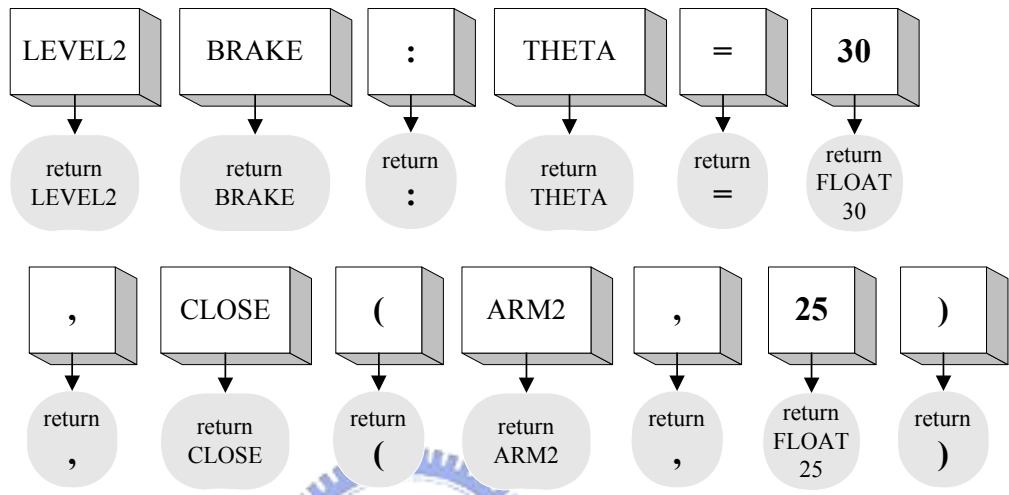 LEVEL2 BRAKE : THETA = 30
return LEVEL2
return BRAKE
return :
return THETA
return =
return FLOAT 30
, CLOSE ( ARM2 , 25 )
return ,
return CLOSE
return (
return ARM2
return ,
return FLOAT 25
return )